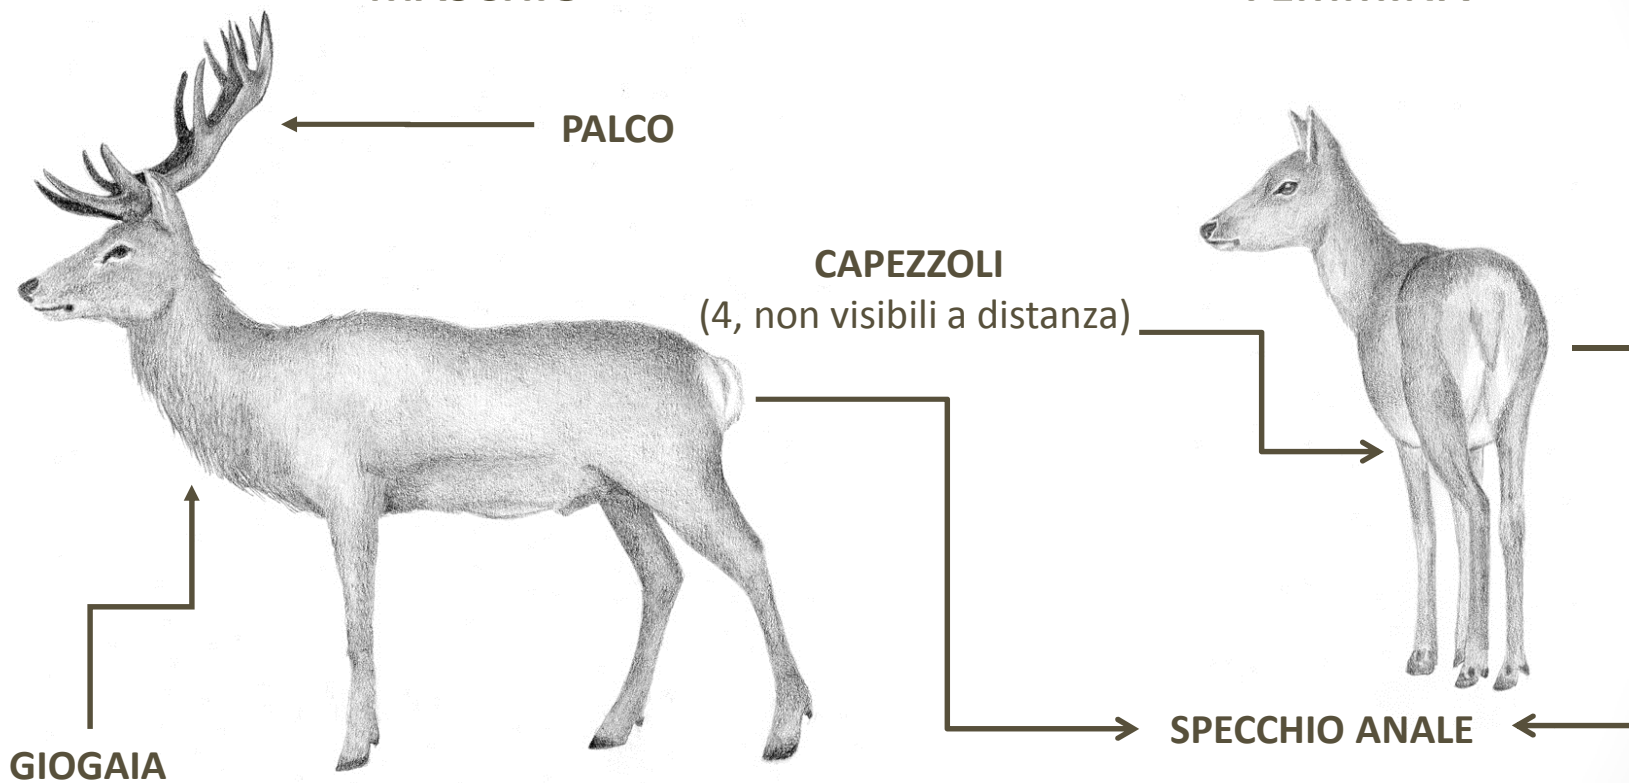 PALCO
CAPEZZOLI
(4, non visibili a distanza)
SPECCHIO ANALE
GIOGAIA